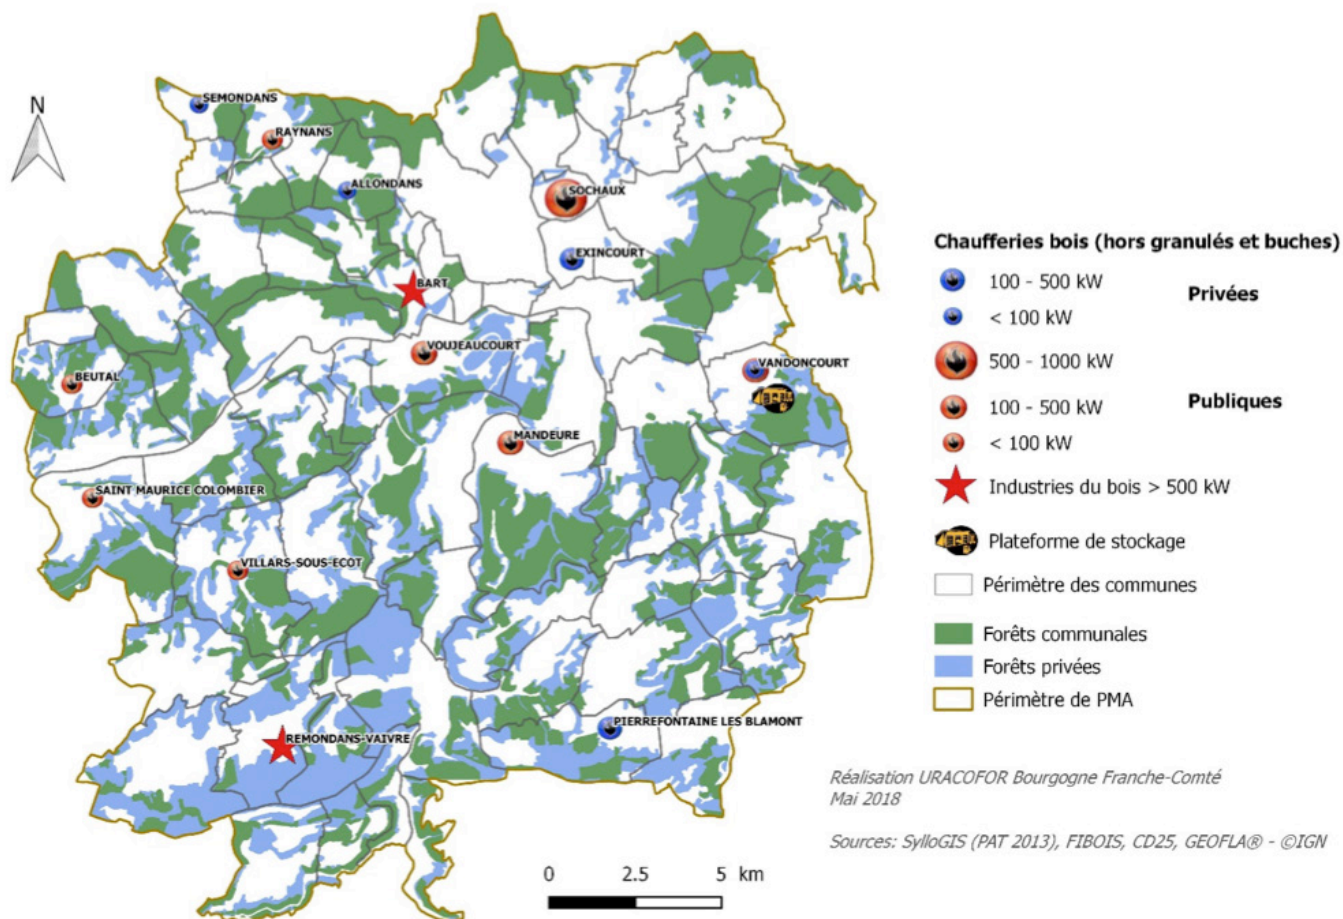 N
SEMONDANS
RAYNANS
ALLONDANS
SOCHAUX
EXINCOURT
BART
VOUJEAUCOURT
VANDONCOURT
BEUTAL
MANDEURE
SAINT MAURICE COLOMBIER
VILLARS-SOUS-ECOT
PIERREFONTAINE LES BLAMONT
REMONDANS-VAIVRE
Chaufferies bois (hors granulés et buches)
100 - 500 kW
Privées
< 100 kW
500 - 1000 kW
100 - 500 kW
Publiques
< 100 kW
Industries du bois > 500 kW
Plateforme de stockage
Périmètre des communes
Forêts communales
Forêts privées
Périmètre de PMA
Réalisation URACOFOR Bourgogne Franche-Comté
Mai 2018
Sources: SylloGIS (PAT 2013), FIBOIS, CD25, GEOFLA® - ©IGN
0 2.5 5 km